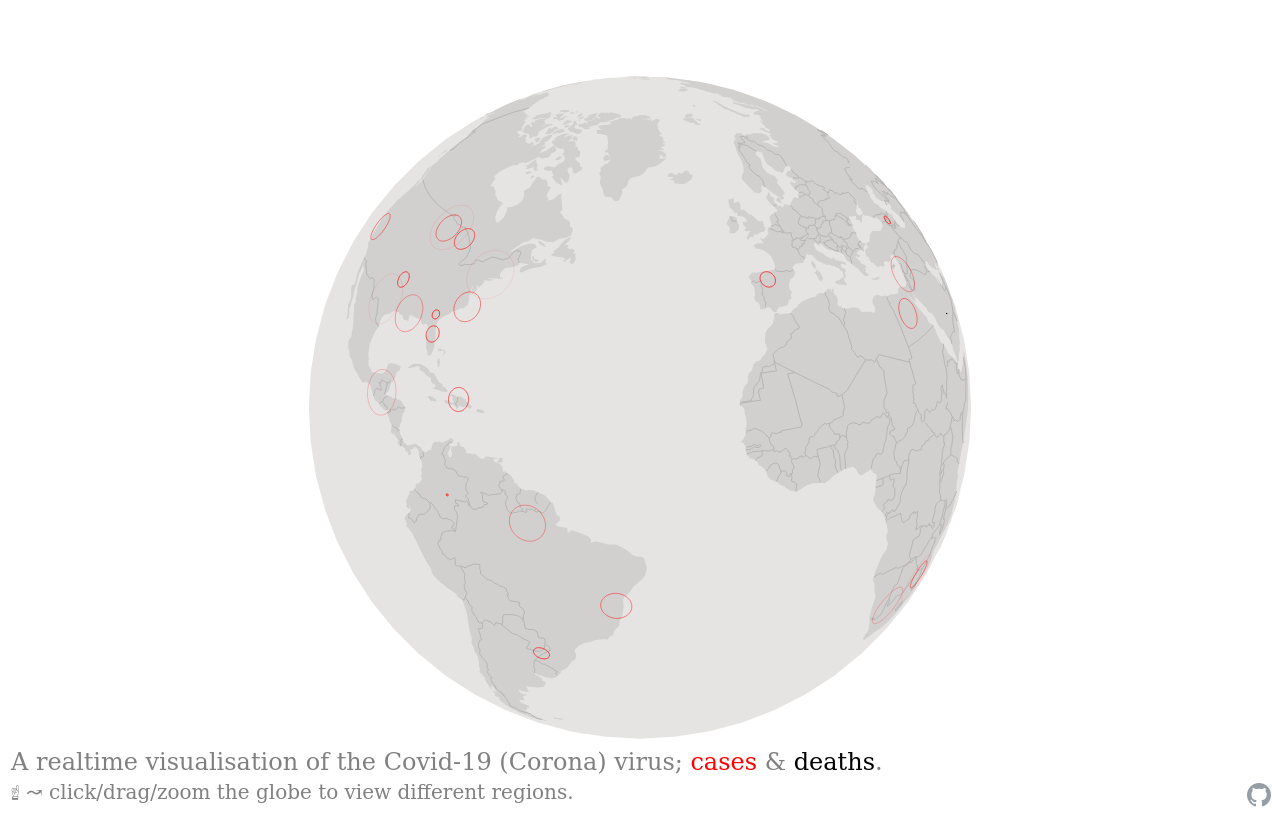 A realtime visualisation of the Covid-19 (Corona) virus; cases & deaths.
☝ ⤳ click/drag/zoom the globe to view different regions.